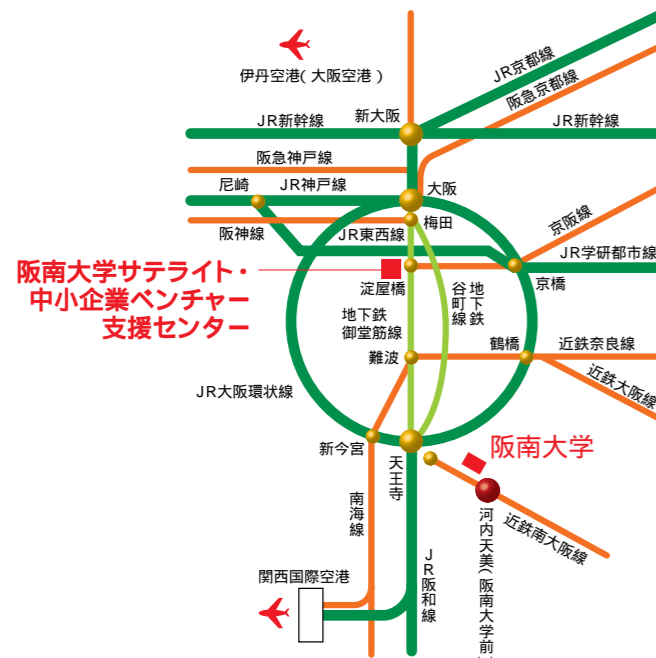 伊丹空港(大阪空港)
JR京都線
阪急京都線
JR新幹線
新大阪
JR新幹線
阪急神戸線
尼崎
JR神戸線
大阪
梅田
阪神線
JR東西線
京阪線
JR学研都市線
阪南大学サテライト・
中小企業ベンチャー
支援センター
淀屋橋
京橋
地下鉄
谷町線
地下鉄
御堂筋線
鶴橋
難波
近鉄奈良線
近鉄大阪線
JR大阪環状線
新今宮
天王寺
阪南大学
南海線
河内天美(阪南大学前)
近鉄南大阪線
JR阪和線
関西国際空港